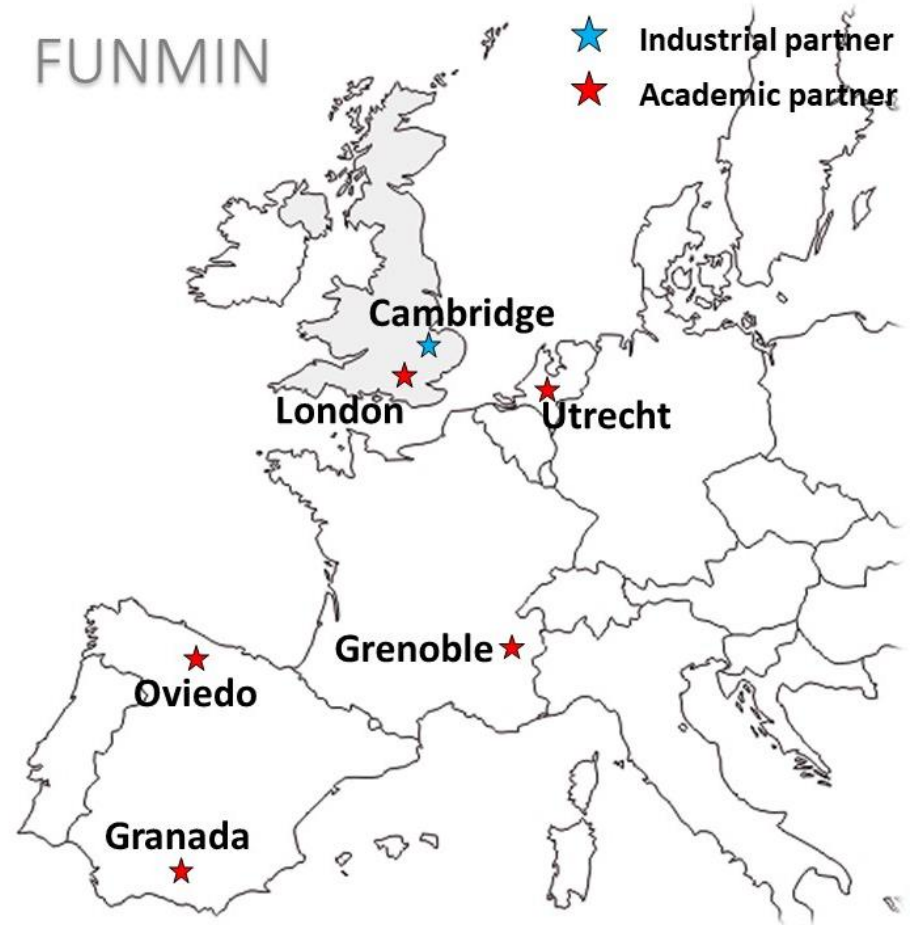 FUNMIN
Industrial partner
Academic partner
Cambridge
London
Utrecht
Grenoble
Oviedo
Granada